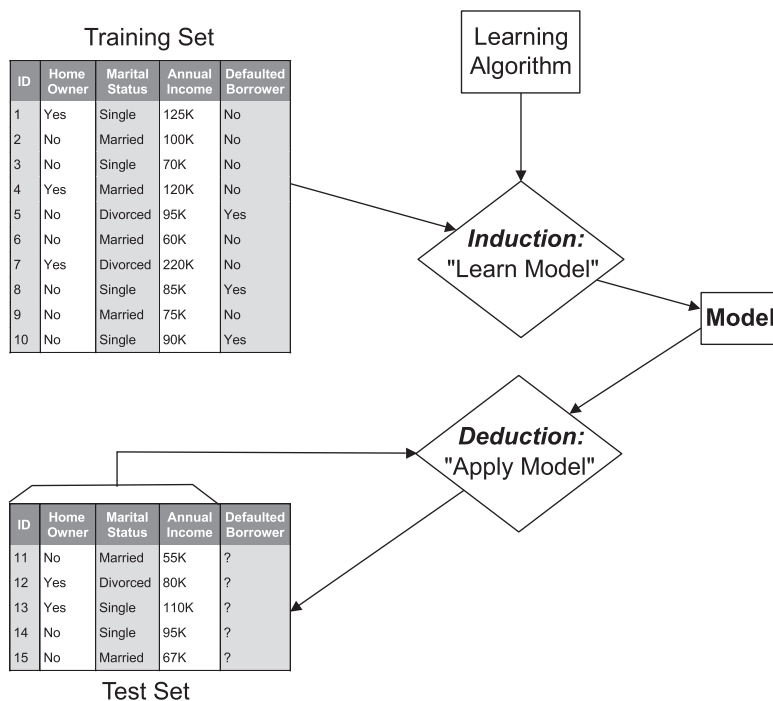 Training Set
ID Home Owner Marital Status Annual Income Defaulted Borrower
1 Yes Single 125K No
2 No Married 100K No
3 No Single 70K No
4 Yes Married 120K No
5 No Divorced 95K Yes
6 No Married 60K No
7 Yes Divorced 220K No
8 No Single 85K Yes
9 No Married 75K No
10 No Single 90K Yes
Learning
Algorithm
Induction:
"Learn Model"
Model
Deduction:
"Apply Model"
ID Home Owner Marital Status Annual Income Defaulted Borrower
11 No Married 55K ?
12 Yes Divorced 80K ?
13 Yes Single 110K ?
14 No Single 95K ?
15 No Married 67K ?
Test Set